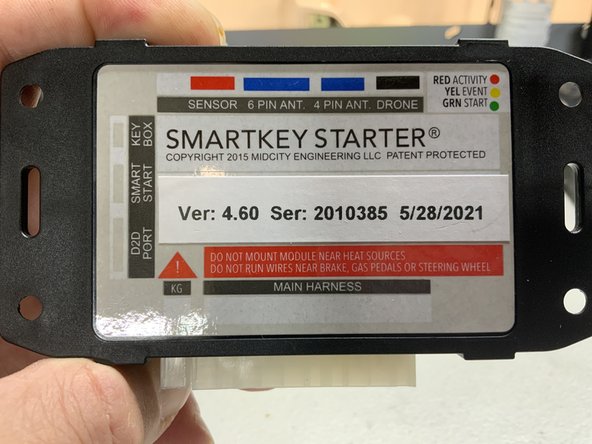 RED ACTIVITY
YEL EVENT
GRN START
SENSOR 6 PIN ANT. 4 PIN ANT. DRONE
KEY BOX
SMART START
D2D PORT
SMARTKEY STARTER®
COPYRIGHT 2015 MIDCITY ENGINEERING LLC PATENT PROTECTED
Ver: 4.60 Ser: 2010385 5/28/2021
!
DO NOT MOUNT MODULE NEAR HEAT SOURCES
DO NOT RUN WIRES NEAR BRAKE, GAS PEDALS OR STEERING WHEEL
KG
MAIN HARNESS